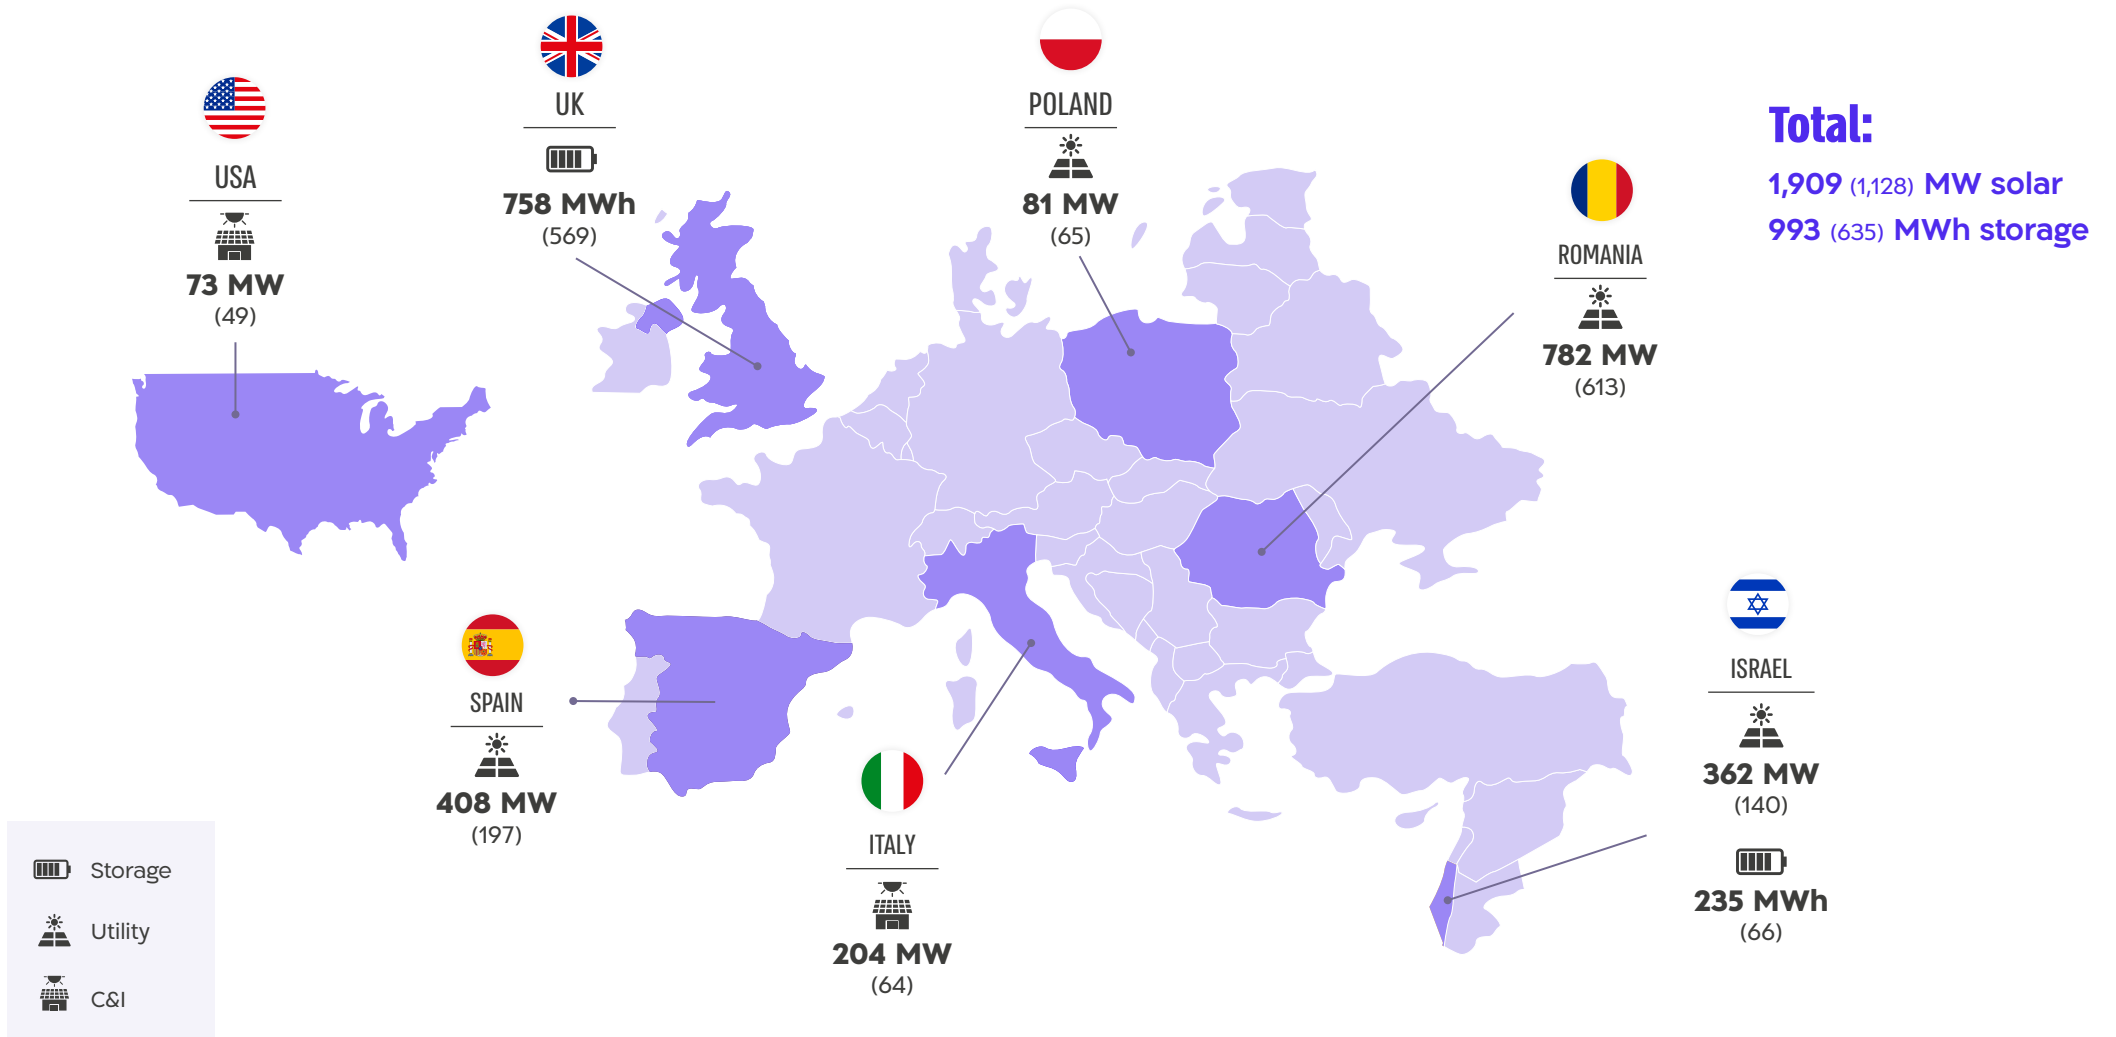 USA
73 MW
(49)
UK
758 MWh
(569)
POLAND
81 MW
(65)
ROMANIA
782 MW
(613)
Total:
1,909 (1,128) MW solar
993 (635) MWh storage
SPAIN
408 MW
(197)
ITALY
204 MW
(64)
ISRAEL
362 MW
(140)
235 MWh
(66)
Storage
Utility
C&I